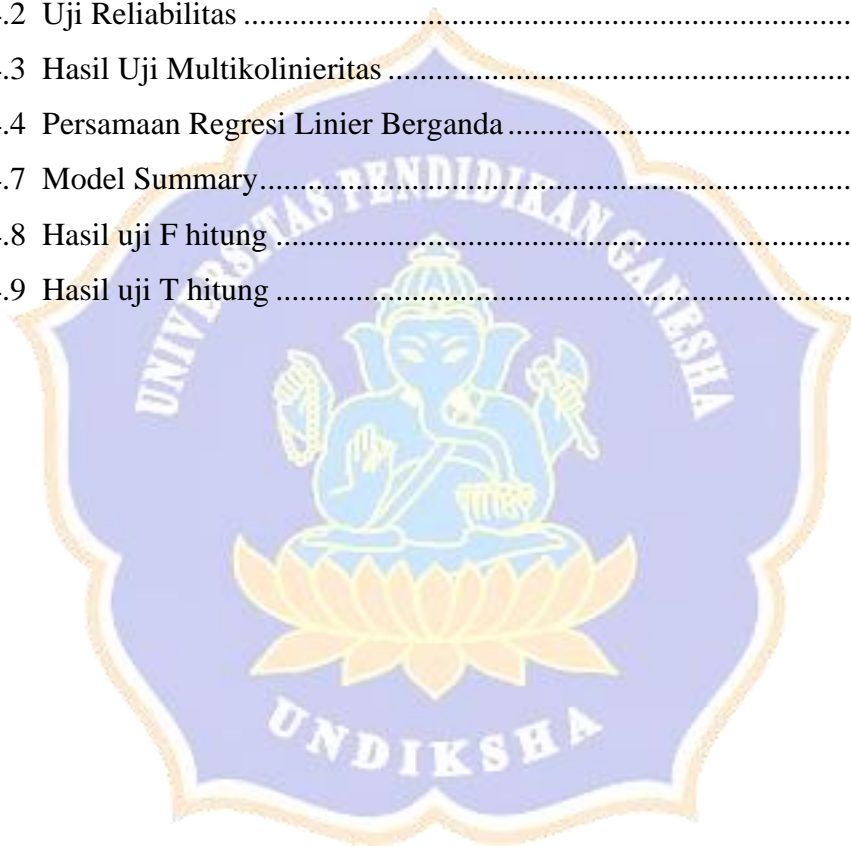 .2 Uji Reliabilitas ............................................................................
.3 Hasil Uji Multikolinieritas ..........................................................
.4 Persamaan Regresi Linier Berganda ...........................................
.7 Model Summary..........................................................................
.8 Hasil uji F hitung ........................................................................
.9 Hasil uji T hitung ........................................................................
UNIVERSITAS PENDIDIKAN GANESHA
UNDIKSHA